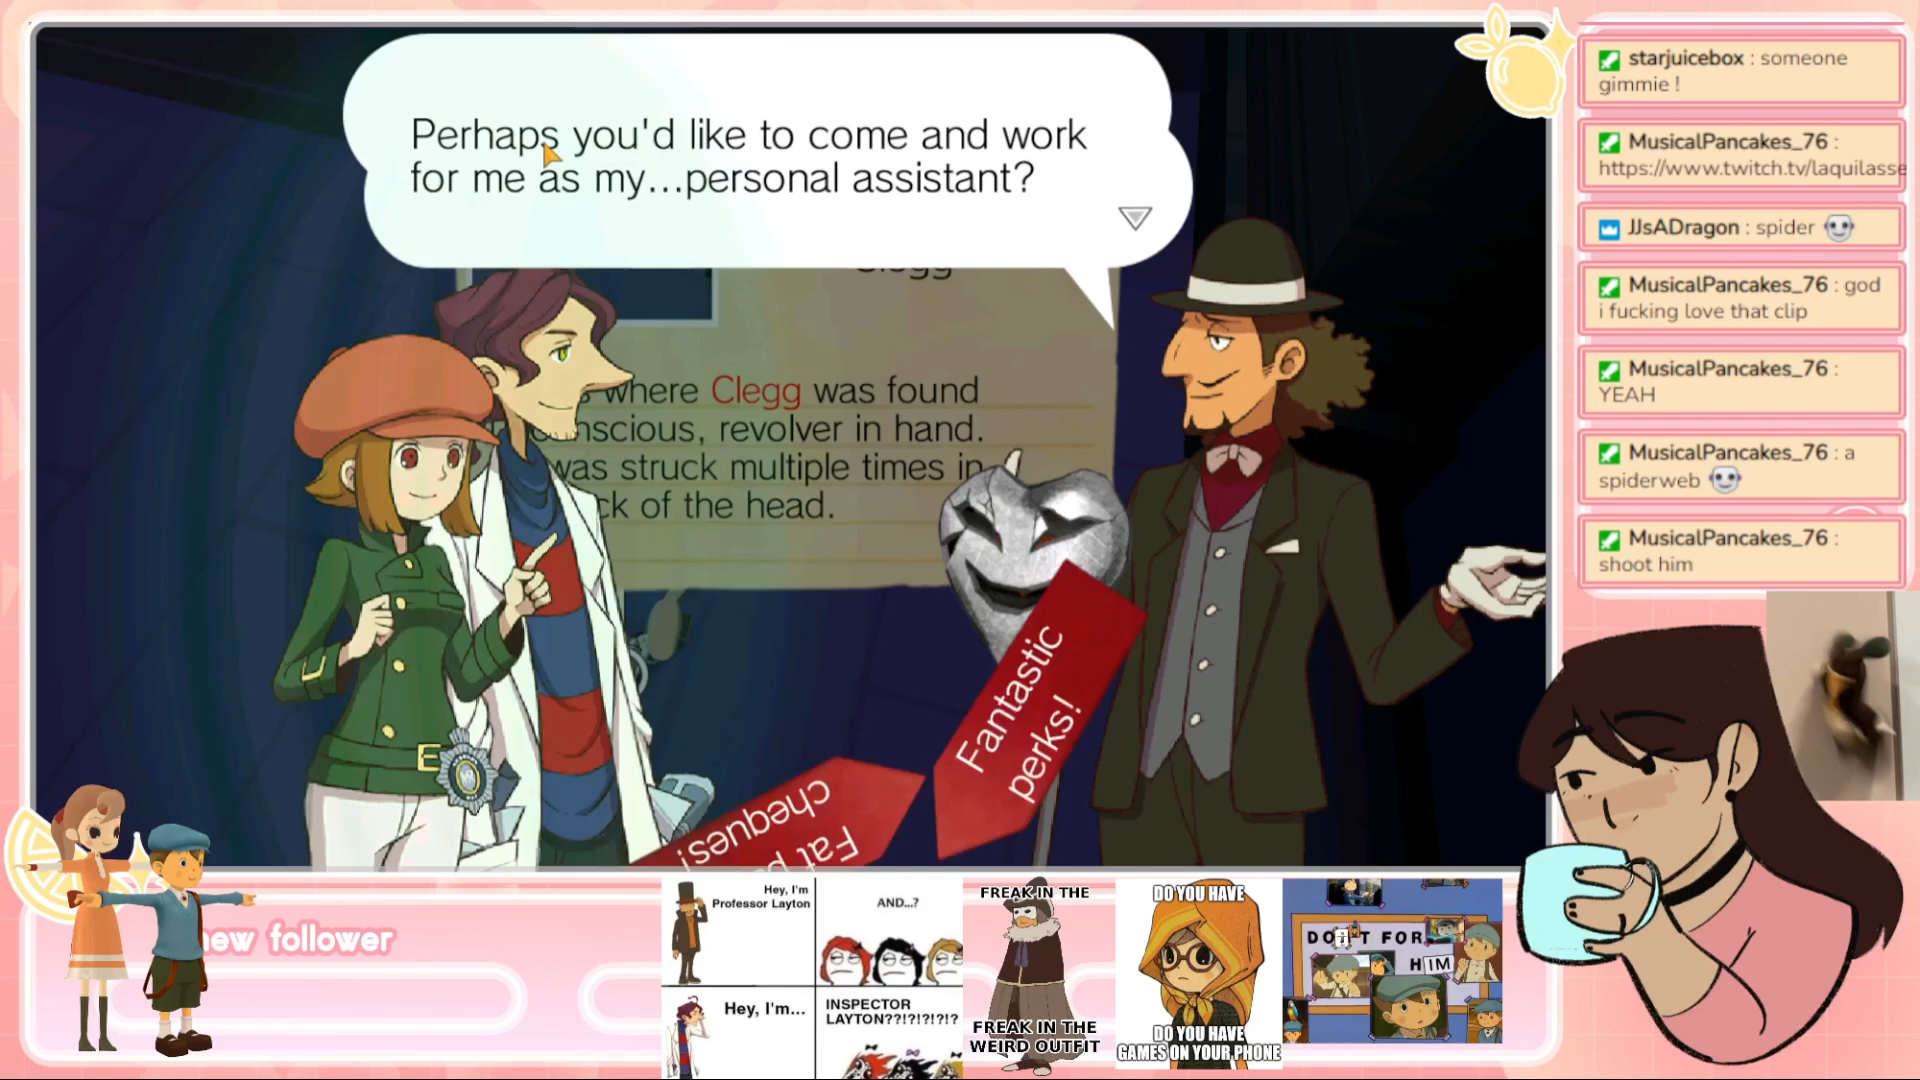 Perhaps you'd like to come and work
for me as my...personal assistant?
Clegg
where Clegg was found
nscious, revolver in hand.
was struck multiple times in
ck of the head.
Fantastic
perks!
Fat p
cheques!
starjuicebox : someone
gimmie !
MusicalPancakes_76 :
https://www.twitch.tv/laquilasse
JJsADragon : spider
MusicalPancakes_76 : god
i fucking love that clip
MusicalPancakes_76 :
YEAH
MusicalPancakes_76 : a
spiderweb
MusicalPancakes_76 :
shoot him
new follower
Hey, I'm
Professor Layton
AND...?
Hey, I'm...
INSPECTOR
LAYTON??!?!?!?!?
FREAK IN THE
FREAK IN THE
WEIRD OUTFIT
DO YOU HAVE
DO YOU HAVE
GAMES ON YOUR PHONE
FOR
HIM